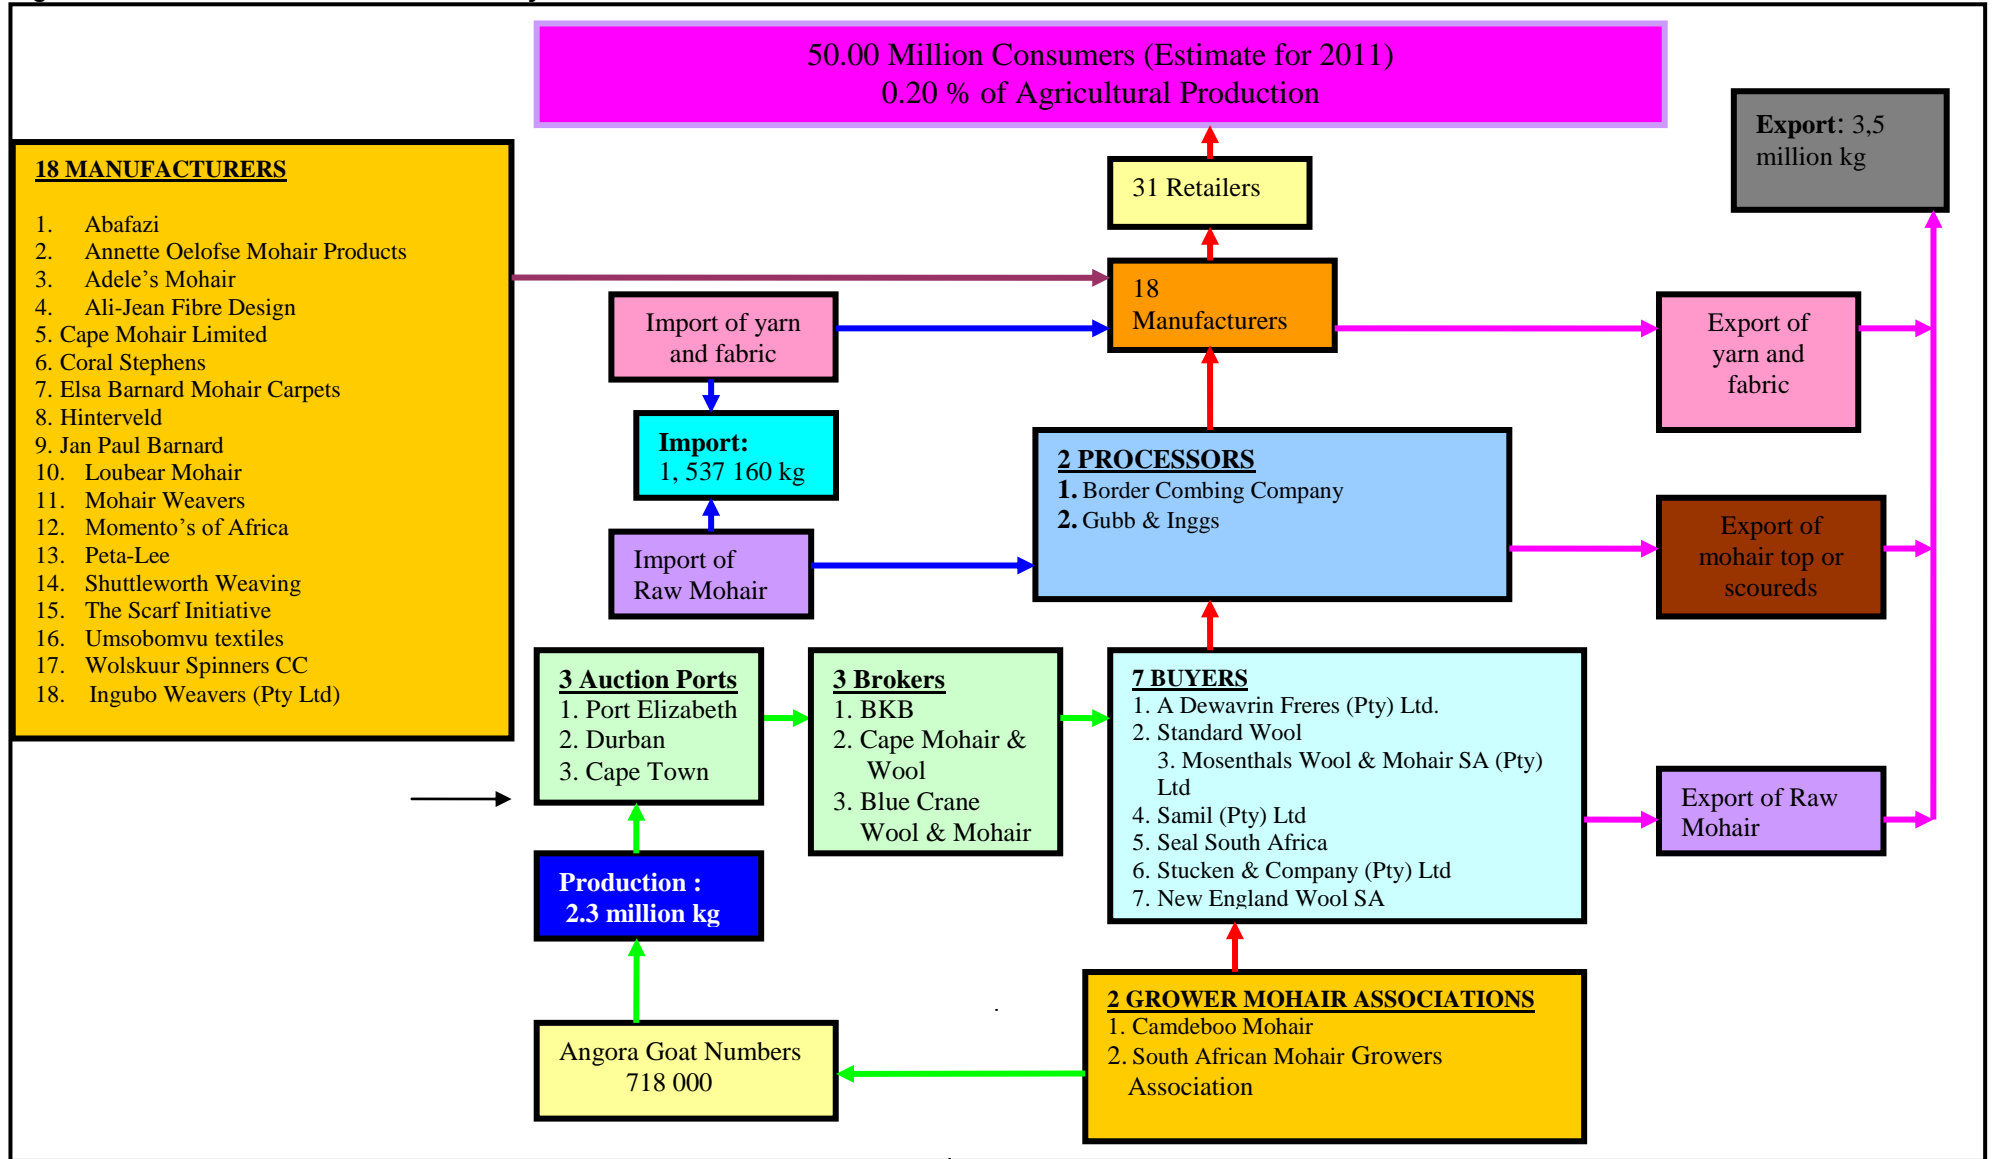 50.00 Million Consumers (Estimate for 2011)
0.20 % of Agricultural Production
Export: 3,5
million kg
18 MANUFACTURERS
1. Abafazi
2. Annette Oelofse Mohair Products
3. Adele’s Mohair
4. Ali-Jean Fibre Design
5. Cape Mohair Limited
6. Coral Stephens
7. Elsa Barnard Mohair Carpets
8. Hinterveld
9. Jan Paul Barnard
10. Loubear Mohair
11. Mohair Weavers
12. Momento’s of Africa
13. Peta-Lee
14. Shuttleworth Weaving
15. The Scarf Initiative
16. Umsobomvu textiles
17. Wolskuur Spinners CC
18. Ingubo Weavers (Pty Ltd)
31 Retailers
18
Manufacturers
Import of yarn
and fabric
Export of
yarn and
fabric
Import:
1, 537 160 kg
2 PROCESSORS
1. Border Combing Company
2. Gubb & Inggs
Import of
Raw Mohair
Export of
mohair top or
scoureds
3 Auction Ports
1. Port Elizabeth
2. Durban
3. Cape Town
3 Brokers
1. BKB
2. Cape Mohair &
Wool
3. Blue Crane
Wool & Mohair
7 BUYERS
1. A Dewavrin Freres (Pty) Ltd.
2. Standard Wool
3. Mosenthals Wool & Mohair SA (Pty)
Ltd
4. Samil (Pty) Ltd
5. Seal South Africa
6. Stucken & Company (Pty) Ltd
7. New England Wool SA
Export of Raw
Mohair
Production :
2.3 million kg
Angora Goat Numbers
718 000
2 GROWER MOHAIR ASSOCIATIONS
1. Camdeboo Mohair
2. South African Mohair Growers
Association